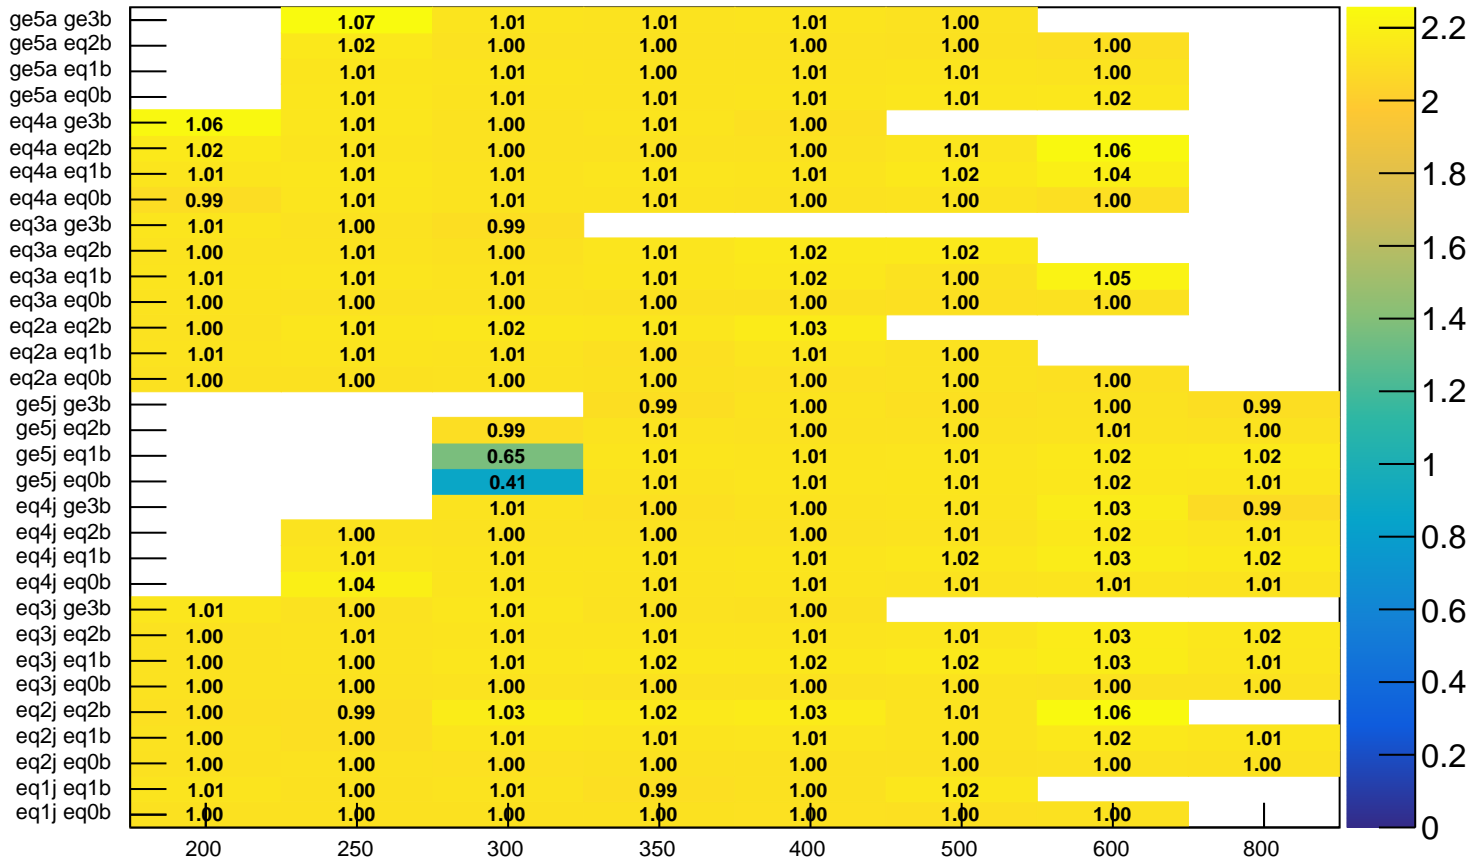 ge5a ge3b 1.07 1.01 1.01 1.01 1.00
ge5a eq2b 1.02 1.00 1.00 1.00 1.00 1.00
ge5a eq1b 1.01 1.01 1.00 1.01 1.01 1.00
ge5a eq0b 1.01 1.01 1.01 1.01 1.01 1.02
eq4a ge3b 1.06 1.01 1.00 1.01 1.00
eq4a eq2b 1.02 1.01 1.00 1.00 1.00 1.01 1.06
eq4a eq1b 1.01 1.01 1.01 1.01 1.01 1.02 1.04
eq4a eq0b 0.99 1.01 1.01 1.01 1.00 1.00 1.00
eq3a ge3b 1.01 1.00 0.99
eq3a eq2b 1.00 1.01 1.00 1.01 1.02 1.02
eq3a eq1b 1.01 1.01 1.01 1.01 1.02 1.00 1.05
eq3a eq0b 1.00 1.00 1.00 1.00 1.00 1.00 1.00
eq2a eq2b 1.00 1.01 1.02 1.01 1.03
eq2a eq1b 1.01 1.01 1.01 1.00 1.01 1.00
eq2a eq0b 1.00 1.00 1.00 1.00 1.00 1.00 1.00
ge5j ge3b 0.99 1.00 1.00 1.00 0.99
ge5j eq2b 0.99 1.01 1.00 1.00 1.01 1.00
ge5j eq1b 0.65 1.01 1.01 1.01 1.02 1.02
ge5j eq0b 0.41 1.01 1.01 1.01 1.02 1.01
eq4j ge3b 1.01 1.00 1.00 1.01 1.03 0.99
eq4j eq2b 1.00 1.00 1.00 1.00 1.01 1.02 1.01
eq4j eq1b 1.01 1.01 1.01 1.01 1.02 1.03 1.02
eq4j eq0b 1.04 1.01 1.01 1.01 1.01 1.01 1.01
eq3j ge3b 1.01 1.00 1.01 1.00 1.00
eq3j eq2b 1.00 1.01 1.01 1.01 1.01 1.01 1.03 1.02
eq3j eq1b 1.00 1.00 1.01 1.02 1.02 1.02 1.03 1.01
eq3j eq0b 1.00 1.00 1.00 1.00 1.00 1.00 1.00 1.00
eq2j eq2b 1.00 0.99 1.03 1.02 1.03 1.01 1.06
eq2j eq1b 1.00 1.00 1.01 1.01 1.01 1.00 1.02 1.01
eq2j eq0b 1.00 1.00 1.00 1.00 1.00 1.00 1.00 1.00
eq1j eq1b 1.01 1.00 1.01 0.99 1.00 1.02
eq1j eq0b 1.00 1.00 1.00 1.00 1.00 1.00 1.00
200 250 300 350 400 500 600 800
2.2
2
1.8
1.6
1.4
1.2
1
0.8
0.6
0.4
0.2
0